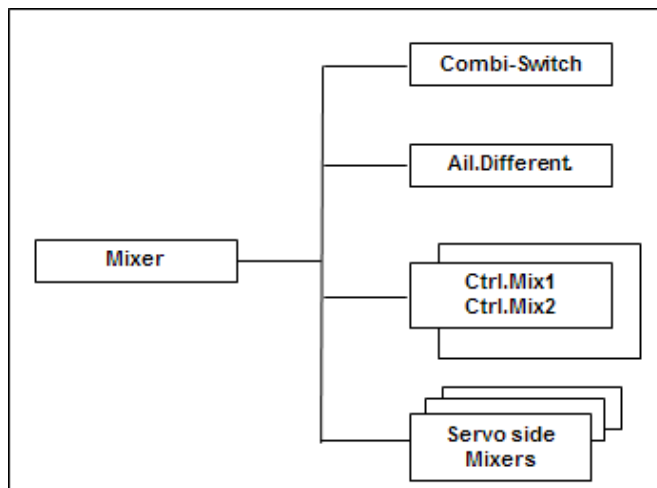 Combi-Switch
Ail.Different.
Mixer
Ctrl.Mix1
Ctrl.Mix2
Servo side
Mixers